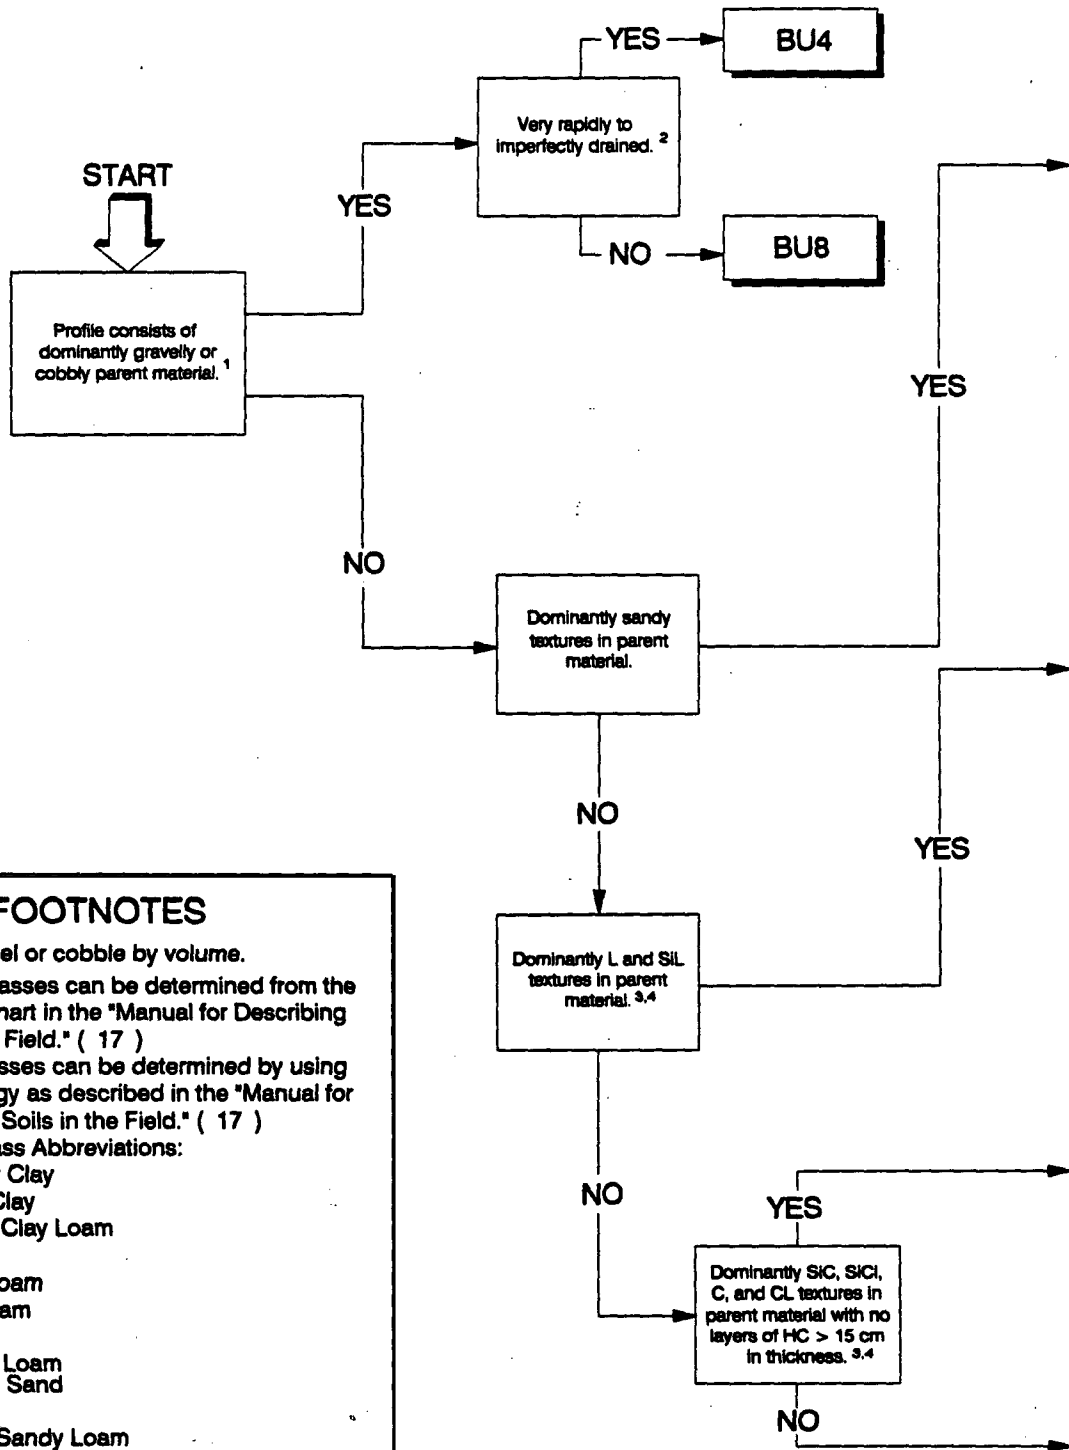 YES
BU4
Very rapidly to
imperfectly drained. 2
START
YES
NO
BU8
Profile consists of
dominantly gravelly or
cobbly parent material. 1
YES
NO
Dominantly sandy
textures in parent
material.
NO
YES
FOOTNOTES
el or cobble by volume.
asses can be determined from the
hart in the "Manual for Describing
Field." ( 17 )
sses can be determined by using
gy as described in the "Manual for
Soils in the Field." ( 17 )
ass Abbreviations:
Clay
Clay
Clay Loam
oam
am
Loam
Sand
Sandy Loam
Dominantly L and SiL
textures in parent
material. 3,4
NO
YES
Dominantly SiC, SiCl,
C, and CL textures in
parent material with no
layers of HC > 15 cm
in thickness. 3,4
NO